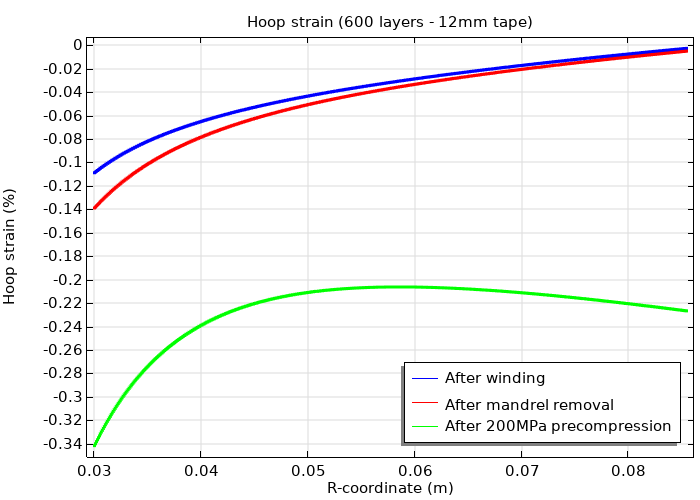 Hoop strain (600 layers - 12mm tape)
0
-0.02
-0.04
-0.06
-0.08
-0.1
-0.12
-0.14
-0.16
-0.18
-0.2
-0.22
-0.24
-0.26
-0.28
-0.3
-0.32
-0.34
Hoop strain (%)
After winding
After mandrel removal
After 200MPa precompression
0.03 0.04 0.05 0.06 0.07 0.08
R-coordinate (m)